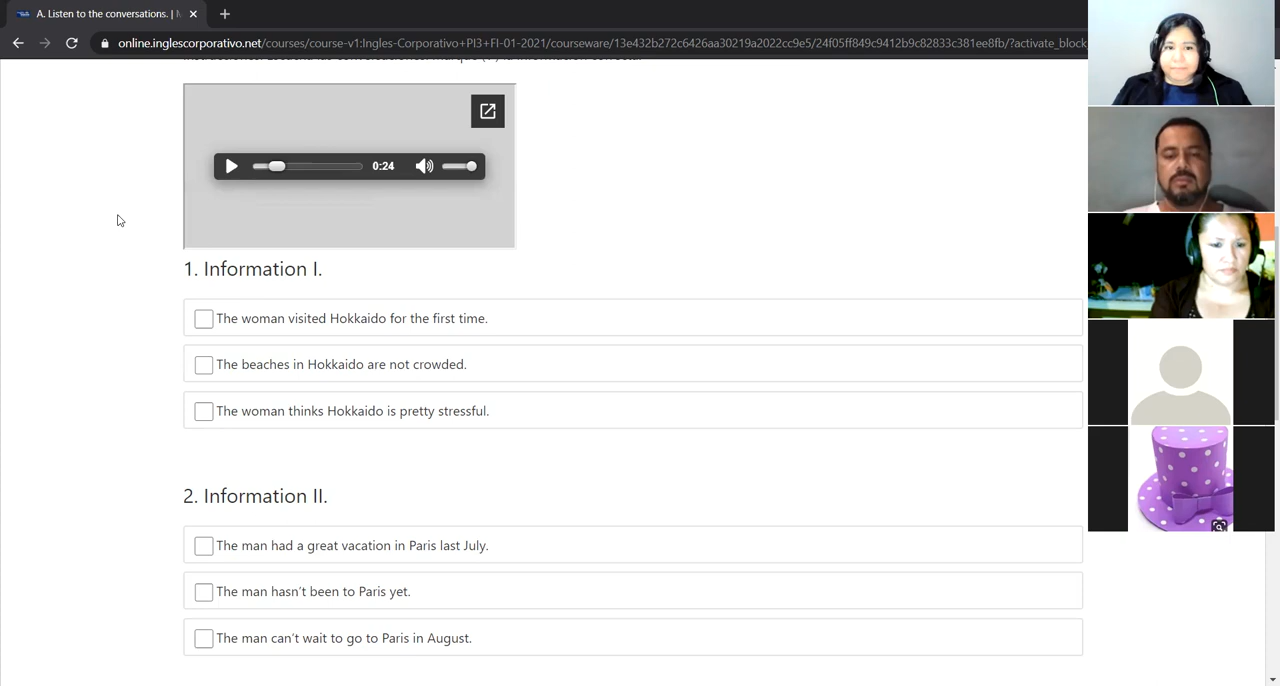 A. Listen to the conversations. |
online.inglescorporativo.net/courses/course-v1:Ingles-Corporativo+PI3+FI-01-2021/courseware/13e432b272c6426aa30219a2022cc9e5/24f05ff849c9412b9c82833c381ee8fb/?activate_block
0:24
1. Information I.
The woman visited Hokkaido for the first time.
The beaches in Hokkaido are not crowded.
The woman thinks Hokkaido is pretty stressful.
2. Information II.
The man had a great vacation in Paris last July.
The man hasn't been to Paris yet.
The man can't wait to go to Paris in August.